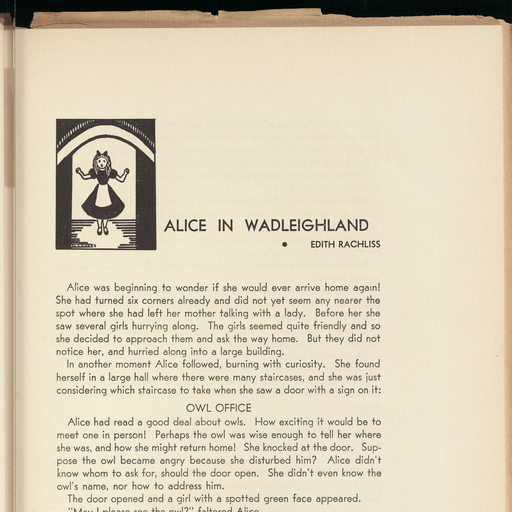 ALICE IN WADLEIGHLAND
● EDITH RACHLISS
Alice was beginning to wonder if she would ever arrive home again!
She had turned six corners already and did not yet seem any nearer the
spot where she had left her mother talking with a lady. Before her she
saw several girls hurrying along. The girls seemed quite friendly and so
she decided to approach them and ask the way home. But they did not
notice her, and hurried along into a large building.
In another moment Alice followed, burning with curiosity. She found
herself in a large hall where there were many staircases, and she was just
considering which staircase to take when she saw a door with a sign on it:
OWL OFFICE
Alice had read a good deal about owls. How exciting it would be to
meet one in person! Perhaps the owl was wise enough to tell her where
she was, and how she might return home! She knocked at the door. Sup-
pose the owl became angry because she disturbed him? Alice didn't
know whom to ask for, should the door open. She didn't even know the
owl's name, nor how to address him.
The door opened and a girl with a spotted green face appeared.
"May I please see the owl?" faltered Alice.